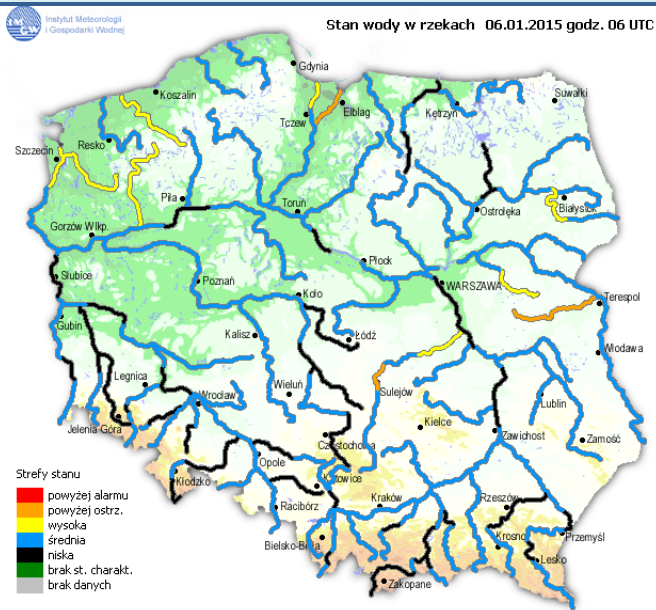 Instytut Meteorologii
i Gospodarki Wodnej
IMGW
Stan wody w rzekach 06.01.2015 godz. 06 UTC
Gdynia
Suwałki
Koszalin
Elbląg
Kętrzyn
Tczew
Resko
Szczecin
Piła
Toruń
Białystok
Ostrołęka
Gorzów Wlkp.
Płock
Słubice
Poznań
WARSZAWA
Koło
Terespol
Gubin
Kalisz
Łódź
Włodawa
Legnica
Wieluń
Sulejów
Wrocław
Lublin
Jelenia Góra
Kielce
Zawichost
Zamość
Częstochowa
Opole
Strefy stanu
Kłodzko
Katowice
powyżej alarmu
Kraków
Rzeszów
powyżej ostrz.
Racibórz
wysoka
średnia
Krosno
Przemyśl
Bielsko-Biała
niska
Lesko
brak st. charakt.
Zakopane
brak danych